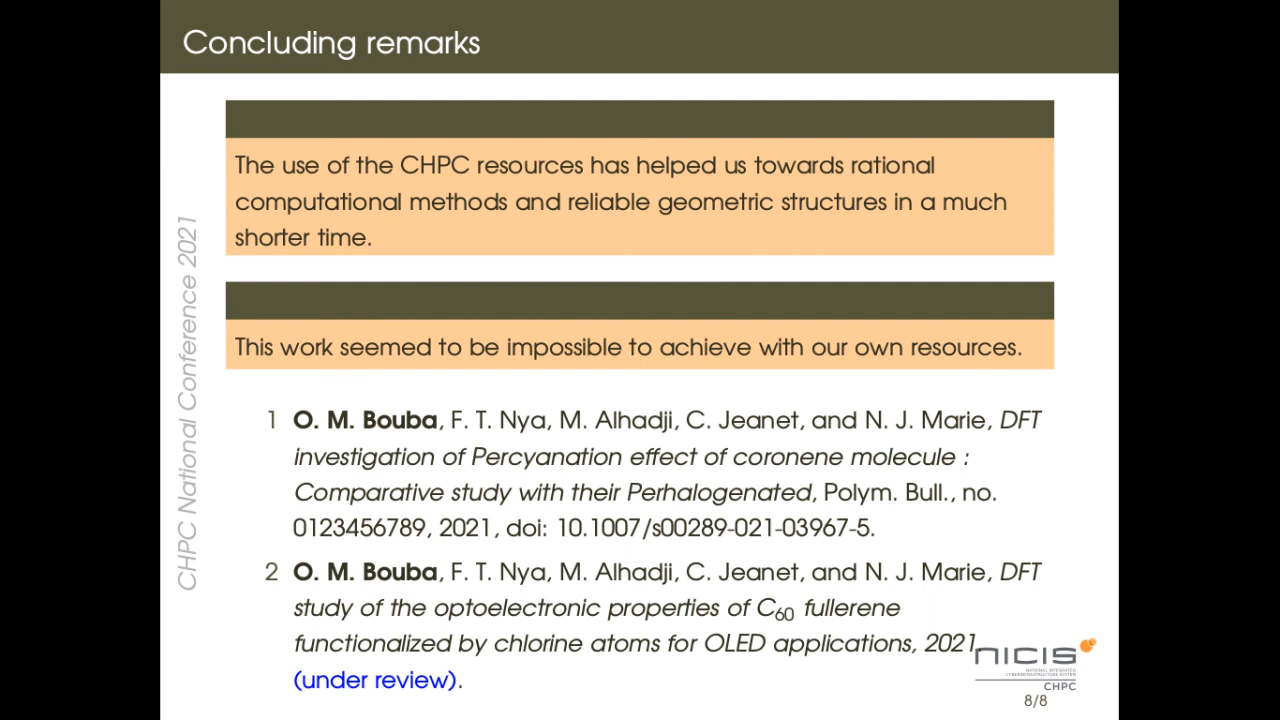 Concluding remarks
CHPC National Conference 2021
The use of the CHPC resources has helped us towards rational
computational methods and reliable geometric structures in a much
shorter time.
This work seemed to be impossible to achieve with our own resources.
1 O. M. Bouba, F. T. Nya, M. Alhadji, C. Jeanet, and N. J. Marie, DFT
investigation of Percyanation effect of coronene molecule :
Comparative study with their Perhalogenated, Polym. Bull., no.
0123456789, 2021, doi: 10.1007/s00289-021-03967-5.
2 O. M. Bouba, F. T. Nya, M. Alhadji, C. Jeanet, and N. J. Marie, DFT
study of the optoelectronic properties of C60 fullerene
functionalized by chlorine atoms for OLED applications, 2021
(under review).
NICIS
NATIONAL INTEGRATED
CYBERINFRASTRUCTURE SYSTEM
CHPC
8/8